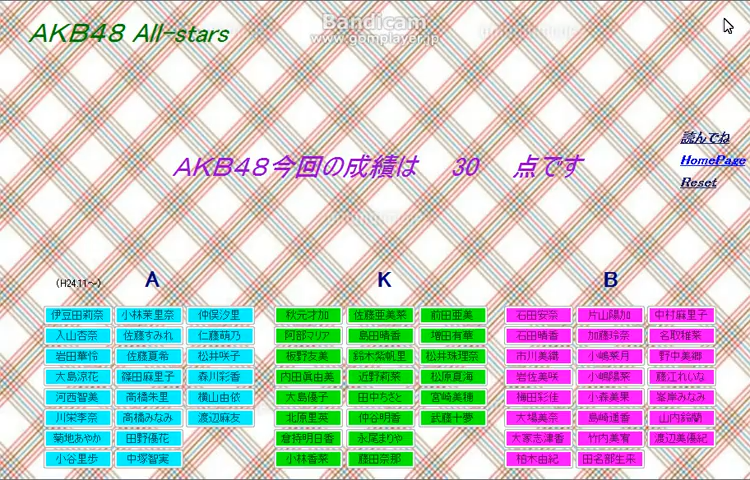 Bandicam
www.gomplayer.jp
AKB48 All-stars
読んでね
HomePage
Reset
AKB48今回の成績は 30 点です
(H24.11～) A K B
伊豆田莉奈 小林茉里奈 仲俣汐里 秋元才加 佐藤亜美菜 前田亜美 石田安奈 片山陽加 中村麻里子
入山杏奈 佐藤すみれ 仁藤萌乃 阿部マリア 島田晴香 増田有華 石田晴香 加藤玲奈 名取稚菜
岩田華怜 佐藤夏希 松井咲子 板野友美 鈴木紫帆里 松井珠理奈 市川美織 小嶋菜月 野中美郷
大島涼花 篠田麻里子 森川彩香 内田眞由美 近野莉菜 松原夏海 岩佐美咲 小嶋陽菜 藤江れいな
河西智美 高橋朱里 横山由依 大島優子 田中ちさと 宮崎美穂 梅田彩佳 小森美果 峯岸みなみ
川栄李奈 高橋みなみ 渡辺麻友 北原里英 仲谷明香 武藤十夢 大場美奈 島崎遥香 山内鈴蘭
菊地あやか 田野優花 倉持明日香 永尾まりや 大家志津香 竹内美宥 渡辺美優紀
小谷里歩 中塚智実 小林香菜 藤田奈那 柏木由紀 田名部生来